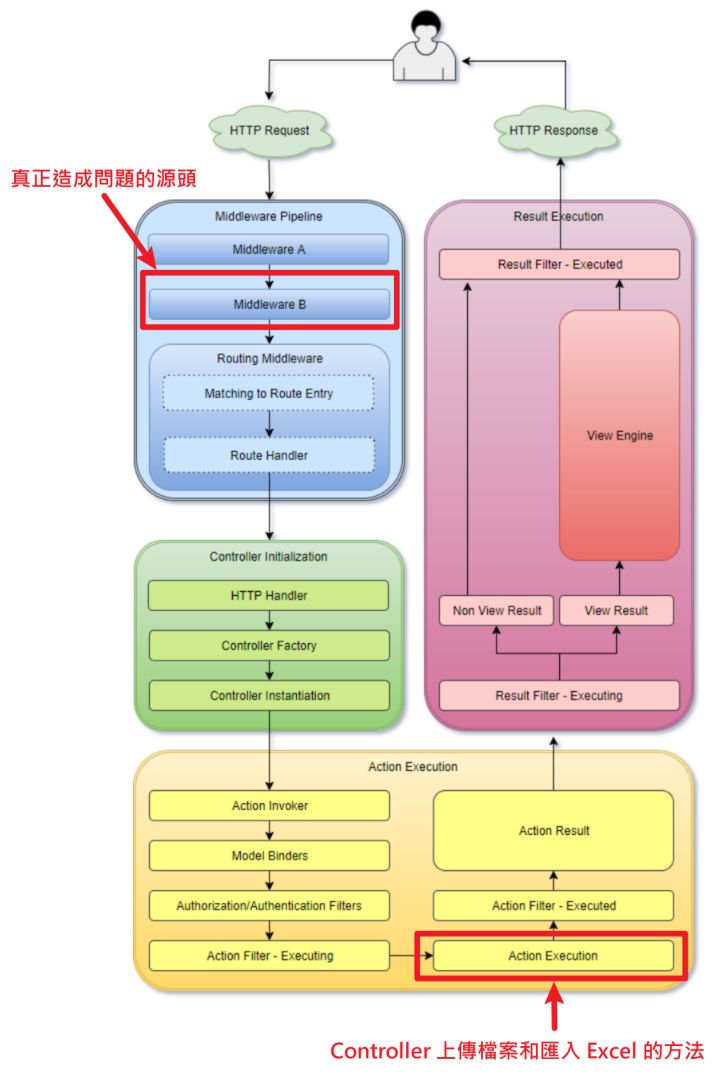 HTTP Request
HTTP Response
真正造成問題的源頭
Middleware Pipeline
Middleware A
Middleware B
Routing Middleware
Matching to Route Entry
Route Handler
Result Execution
Result Filter - Executed
View Engine
Non View Result
View Result
Result Filter - Executing
Controller Initialization
HTTP Handler
Controller Factory
Controller Instantiation
Action Execution
Action Invoker
Model Binders
Authorization/Authentication Filters
Action Filter - Executing
Action Result
Action Filter - Executed
Action Execution
Controller 上傳檔案和匯入 Excel 的方法